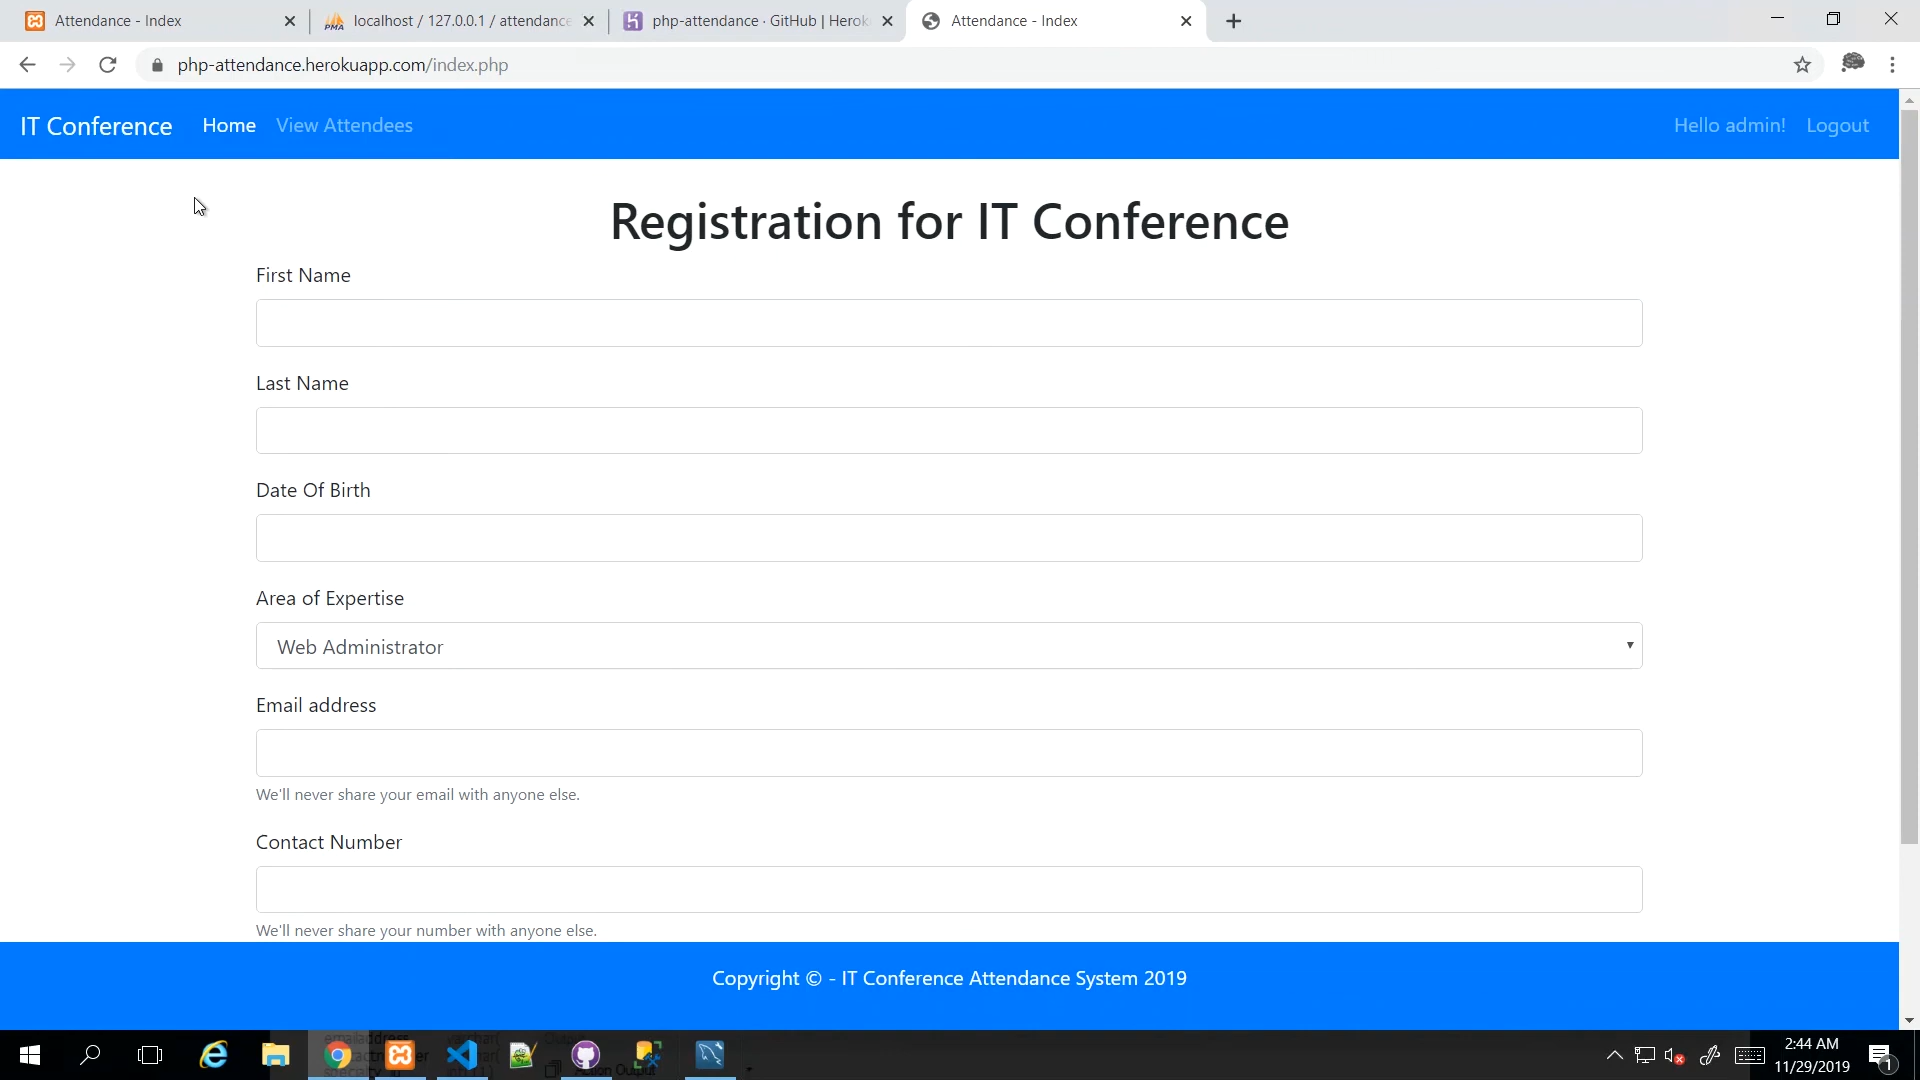 Attendance - Index
localhost / 127.0.0.1 / attendance
php-attendance · GitHub | Herok
Attendance - Index
php-attendance.herokuapp.com/index.php
IT Conference Home View Attendees Hello admin! Logout
Registration for IT Conference
First Name
Last Name
Date Of Birth
Area of Expertise
Web Administrator
Email address
We'll never share your email with anyone else.
Contact Number
We'll never share your number with anyone else.
Copyright © - IT Conference Attendance System 2019
2:44 AM
11/29/2019
1